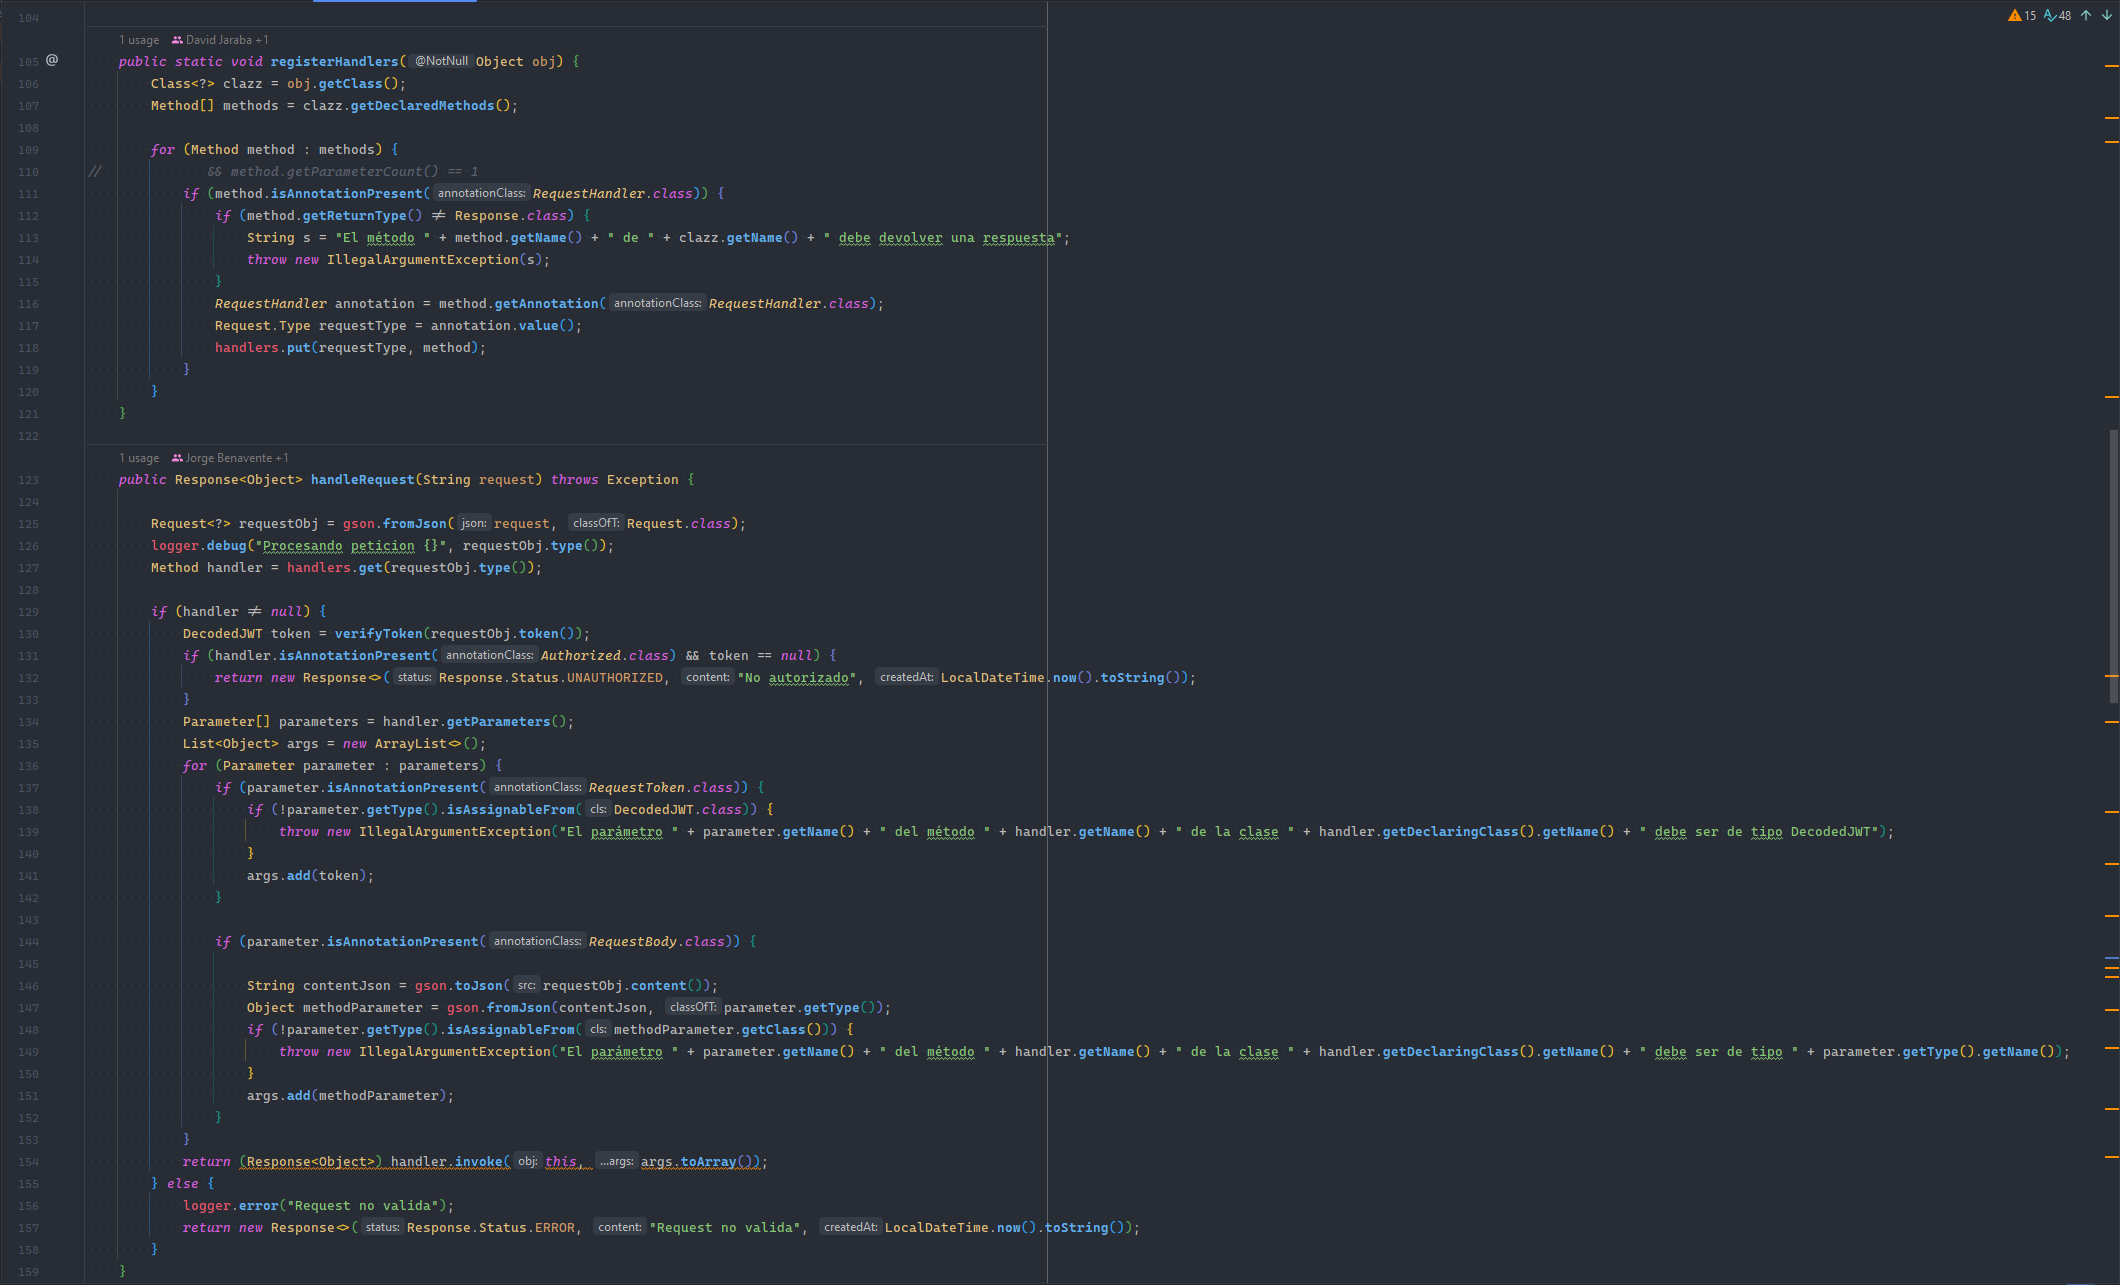 104
15 48
1 usage David Jaraba +1
105 @ public static void registerHandlers( @NotNull Object obj) {
106 Class<?> clazz = obj.getClass();
107 Method[] methods = clazz.getDeclaredMethods();
108
109 for (Method method : methods) {
110 // && method.getParameterCount() == 1
111 if (method.isAnnotationPresent( annotationClass: RequestHandler.class)) {
112 if (method.getReturnType() ≠ Response.class) {
113 String s = "El método " + method.getName() + " de " + clazz.getName() + " debe devolver una respuesta";
114 throw new IllegalArgumentException(s);
115 }
116 RequestHandler annotation = method.getAnnotation( annotationClass: RequestHandler.class);
117 Request.Type requestType = annotation.value();
118 handlers.put(requestType, method);
119 }
120 }
121 }
122
1 usage Jorge Benavente +1
123 public Response<Object> handleRequest(String request) throws Exception {
124
125 Request<?> requestObj = gson.fromJson( json: request, classOfT: Request.class);
126 logger.debug("Procesando peticion {}", requestObj.type());
127 Method handler = handlers.get(requestObj.type());
128
129 if (handler ≠ null) {
130 DecodedJWT token = verifyToken(requestObj.token());
131 if (handler.isAnnotationPresent( annotationClass: Authorized.class) && token == null) {
132 return new Response<>( status: Response.Status.UNAUTHORIZED, content: "No autorizado", createdAt: LocalDateTime.now().toString());
133 }
134 Parameter[] parameters = handler.getParameters();
135 List<Object> args = new ArrayList<>();
136 for (Parameter parameter : parameters) {
137 if (parameter.isAnnotationPresent( annotationClass: RequestToken.class)) {
138 if (!parameter.getType().isAssignableFrom( cls: DecodedJWT.class)) {
139 throw new IllegalArgumentException("El parámetro " + parameter.getName() + " del método " + handler.getName() + " de la clase " + handler.getDeclaringClass().getName() + " debe ser de tipo DecodedJWT");
140 }
141 args.add(token);
142 }
143
144 if (parameter.isAnnotationPresent( annotationClass: RequestBody.class)) {
145
146 String contentJson = gson.toJson( src: requestObj.content());
147 Object methodParameter = gson.fromJson(contentJson, classOfT: parameter.getType());
148 if (!parameter.getType().isAssignableFrom( cls: methodParameter.getClass())) {
149 throw new IllegalArgumentException("El parámetro " + parameter.getName() + " del método " + handler.getName() + " de la clase " + handler.getDeclaringClass().getName() + " debe ser de tipo " + parameter.getType().getName());
150 }
151 args.add(methodParameter);
152 }
153 }
154 return (Response<Object>) handler.invoke( obj: this, ...args: args.toArray());
155 } else {
156 logger.error("Request no valida");
157 return new Response<>( status: Response.Status.ERROR, content: "Request no valida", createdAt: LocalDateTime.now().toString());
158 }
159 }